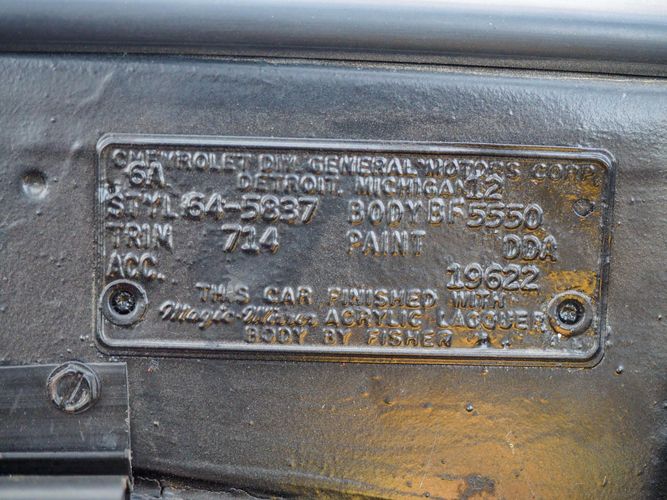 CHEVROLET DIV. GENERAL MOTORS CORP.
6A DETROIT, MICHIGAN 12
STYL 64-5837 BODY BF 5550
TRIM 714 PAINT DDA
ACC. 19622
THIS CAR FINISHED WITH
Magic-Mirror ACRYLIC LACQUER
BODY BY FISHER